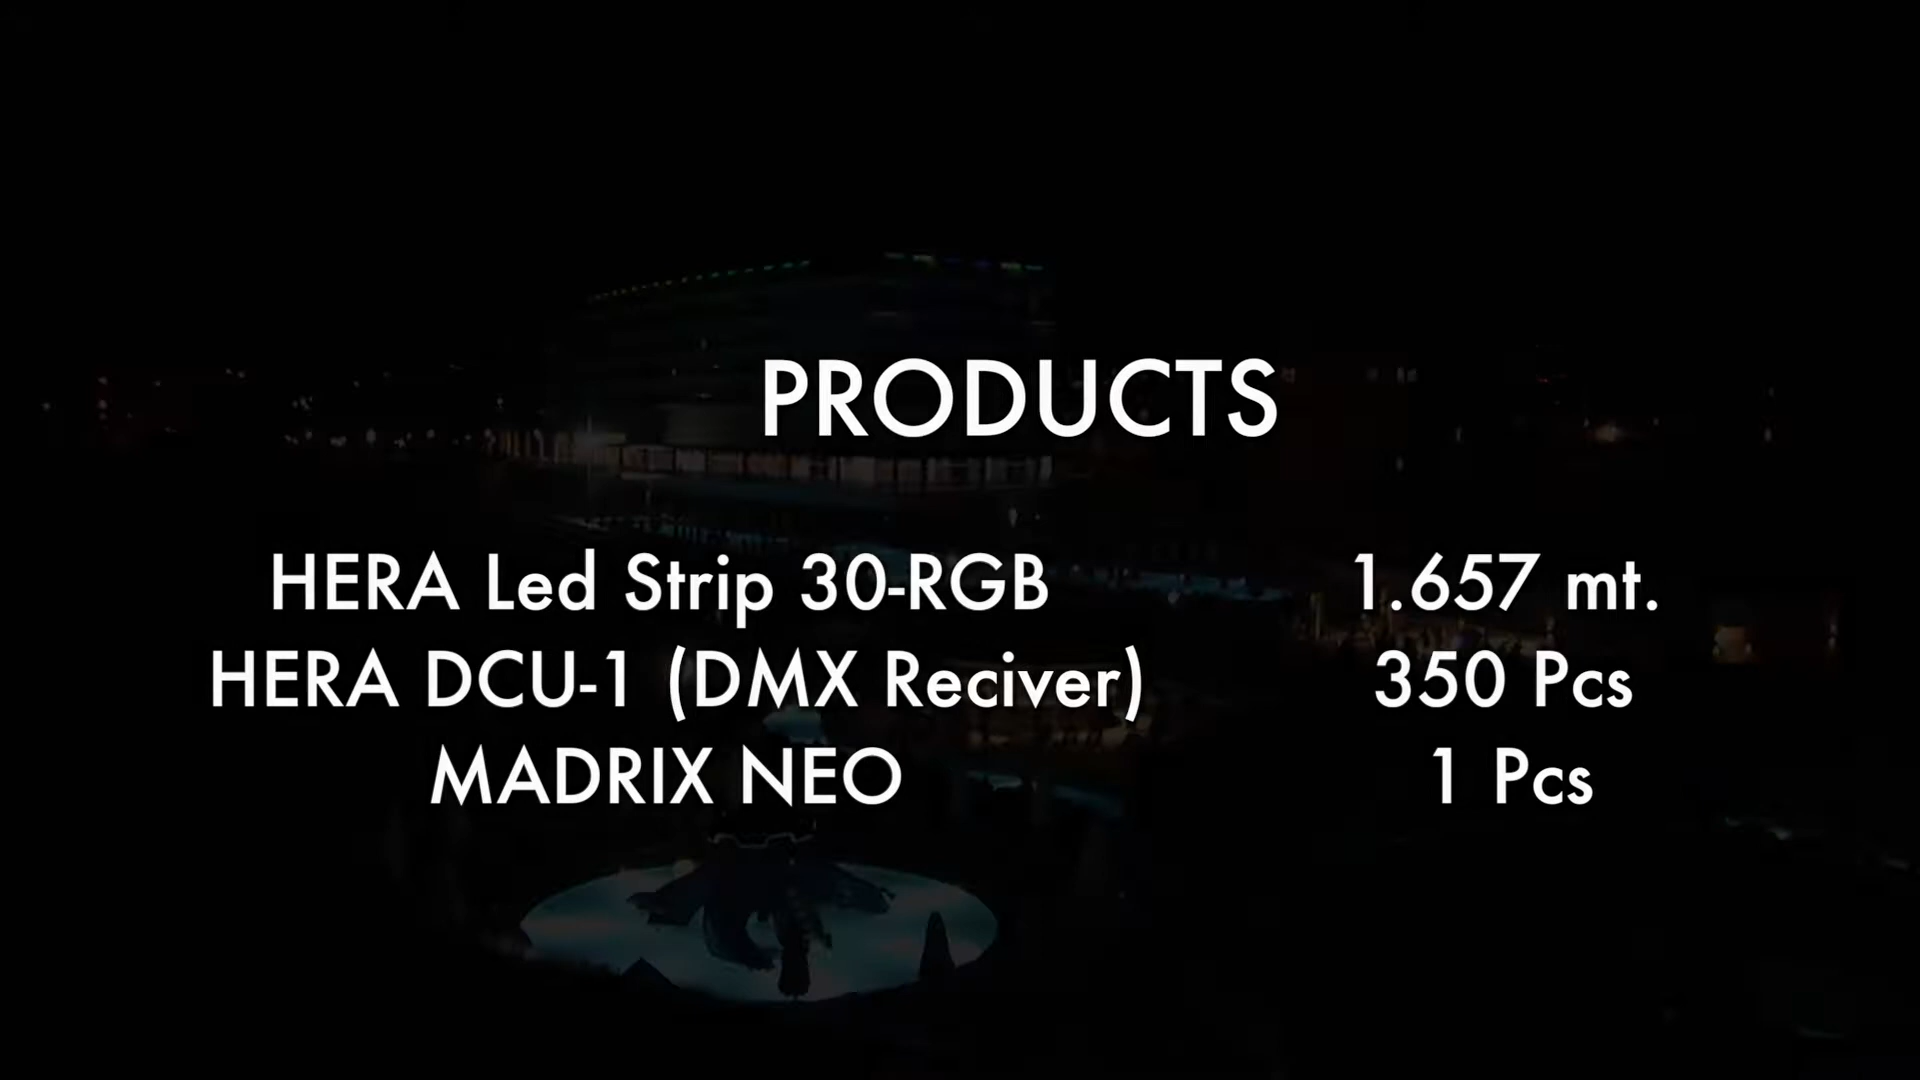 PRODUCTS
HERA Led Strip 30-RGB 1.657 mt.
HERA DCU-1 (DMX Reciver) 350 Pcs
MADRIX NEO 1 Pcs